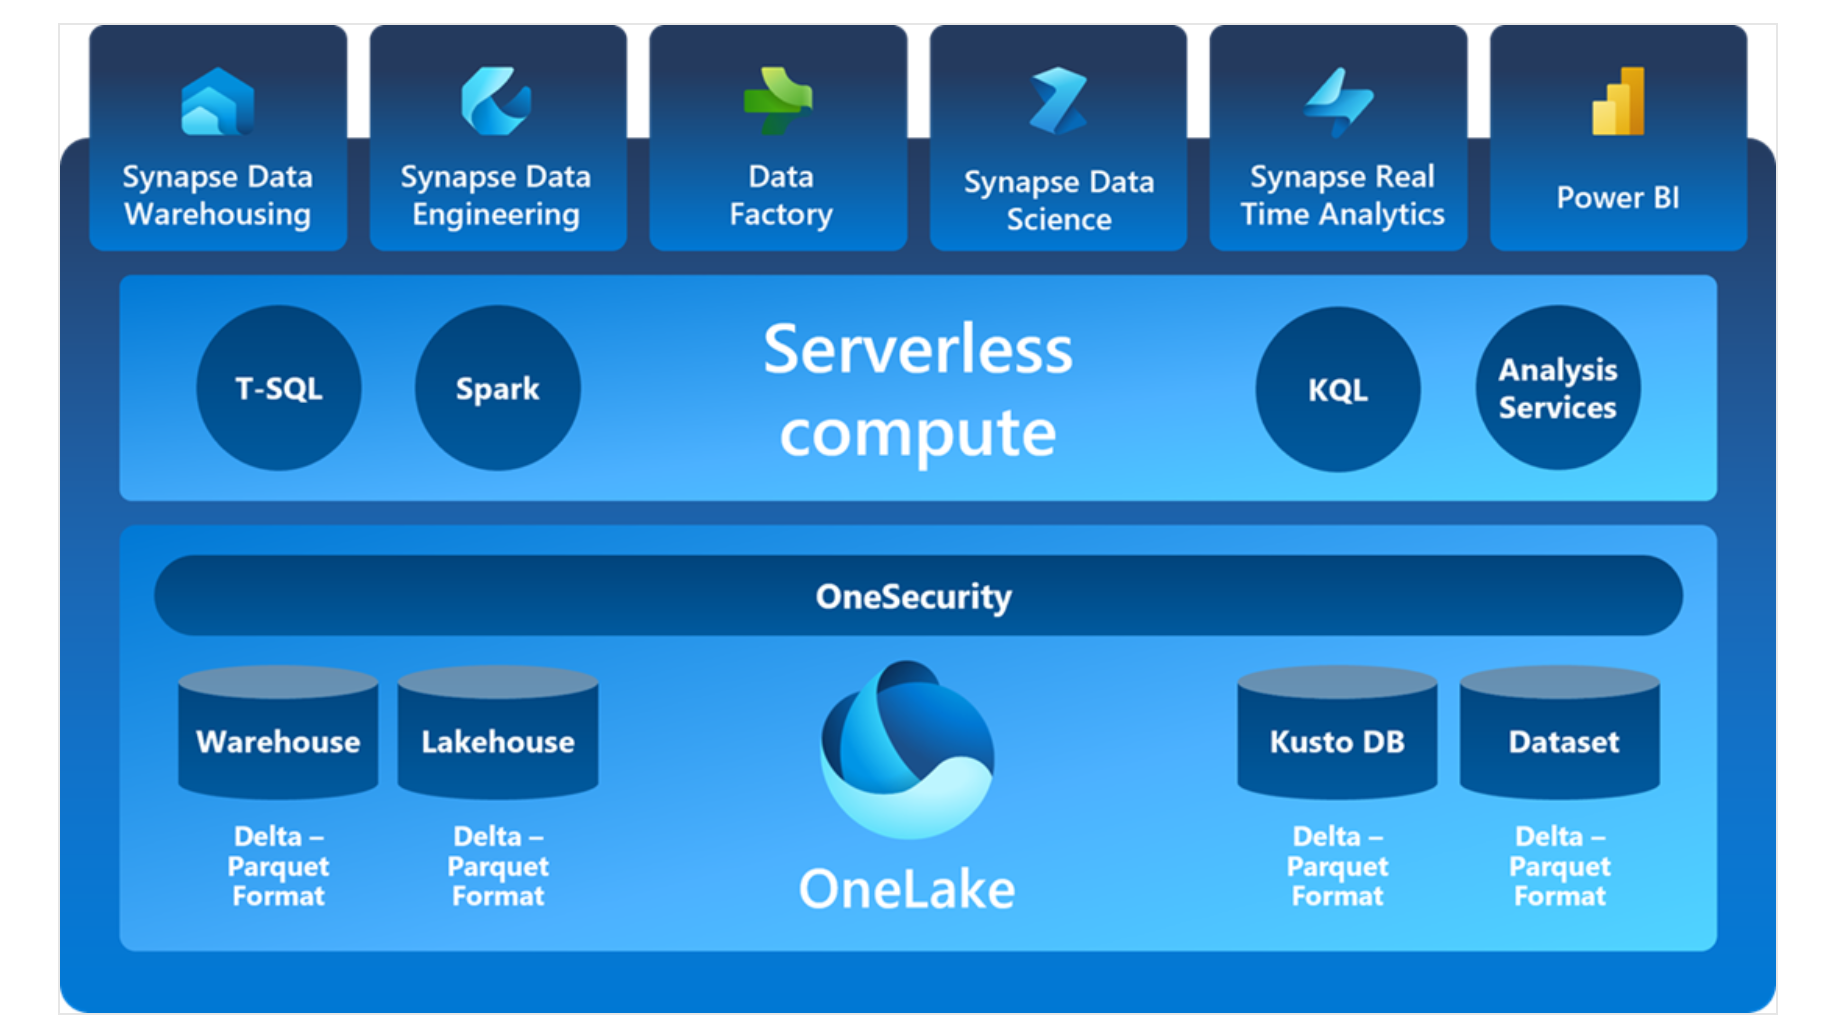 Synapse Data
Warehousing
Synapse Data
Engineering
Data
Factory
Synapse Data
Science
Synapse Real
Time Analytics
Power BI
T-SQL
Spark
Serverless
compute
KQL
Analysis
Services
OneSecurity
Warehouse
Lakehouse
Kusto DB
Dataset
Delta –
Parquet
Format
Delta –
Parquet
Format
OneLake
Delta –
Parquet
Format
Delta –
Parquet
Format